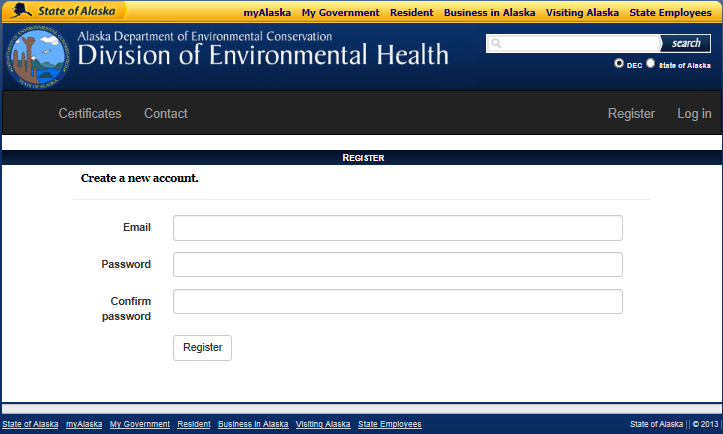 State of Alaska
myAlaska My Government Resident Business in Alaska Visiting Alaska State Employees
Alaska Department of Environmental Conservation
Division of Environmental Health
search
DEC State of Alaska
Certificates Contact Register Log in
REGISTER
Create a new account.
Email
Password
Confirm
password
Register
State of Alaska myAlaska My Government Resident Business in Alaska Visiting Alaska State Employees State of Alaska || © 2013 |